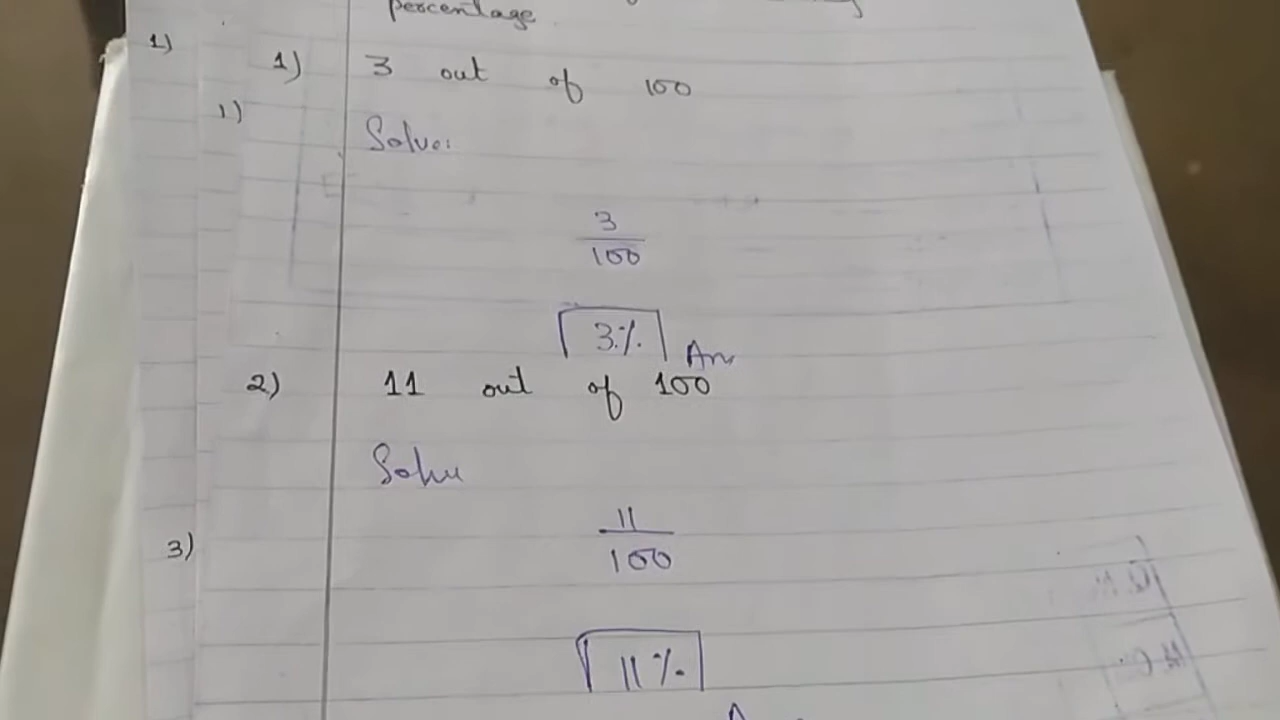 percentage
1)
1) 3 out of 100
1)
Solve:
3
100
3% Ans
2) 11 out of 100
Solve
3)
11
100
11%